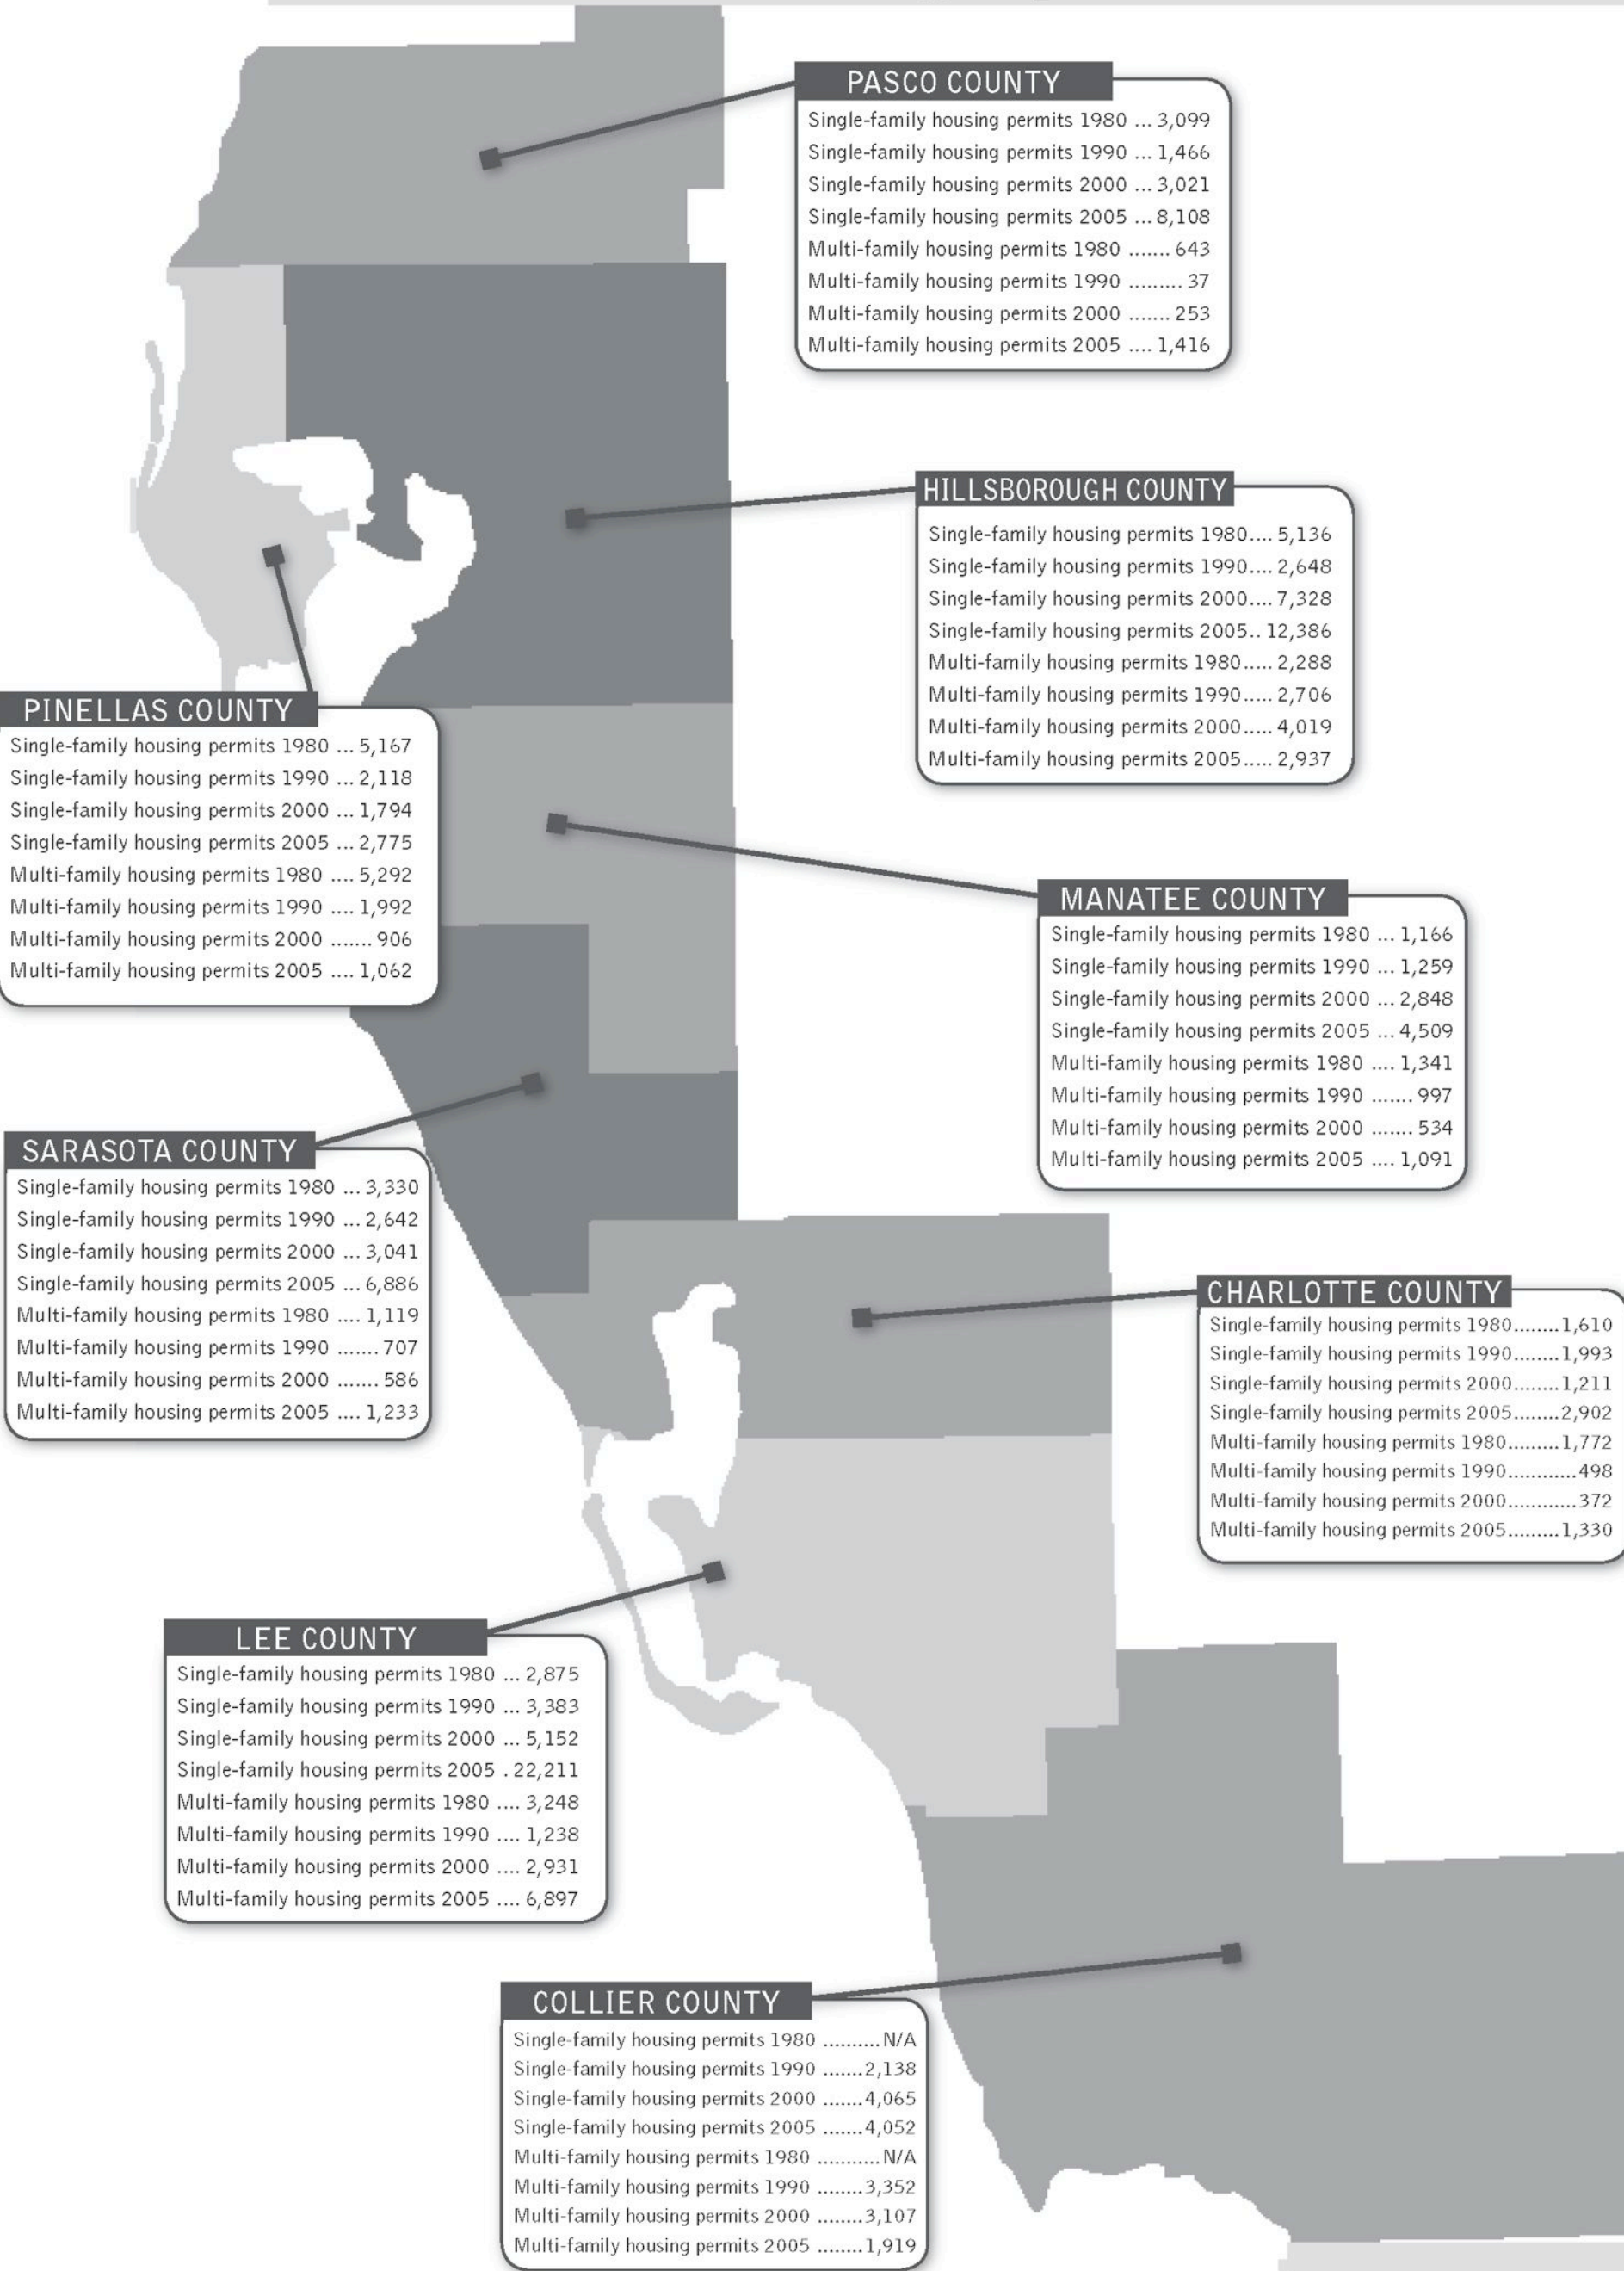 PASCO COUNTY
Single-family housing permits 1980 ... 3,099
Single-family housing permits 1990 ... 1,466
Single-family housing permits 2000 ... 3,021
Single-family housing permits 2005 ... 8,108
Multi-family housing permits 1980 ....... 643
Multi-family housing permits 1990 ......... 37
Multi-family housing permits 2000 ....... 253
Multi-family housing permits 2005 .... 1,416
HILLSBOROUGH COUNTY
Single-family housing permits 1980.... 5,136
Single-family housing permits 1990.... 2,648
Single-family housing permits 2000.... 7,328
Single-family housing permits 2005.. 12,386
Multi-family housing permits 1980..... 2,288
Multi-family housing permits 1990..... 2,706
Multi-family housing permits 2000..... 4,019
Multi-family housing permits 2005..... 2,937
PINELLAS COUNTY
Single-family housing permits 1980 ... 5,167
Single-family housing permits 1990 ... 2,118
Single-family housing permits 2000 ... 1,794
Single-family housing permits 2005 ... 2,775
Multi-family housing permits 1980 .... 5,292
Multi-family housing permits 1990 .... 1,992
Multi-family housing permits 2000 ....... 906
Multi-family housing permits 2005 .... 1,062
MANATEE COUNTY
Single-family housing permits 1980 ... 1,166
Single-family housing permits 1990 ... 1,259
Single-family housing permits 2000 ... 2,848
Single-family housing permits 2005 ... 4,509
Multi-family housing permits 1980 .... 1,341
Multi-family housing permits 1990 ....... 997
Multi-family housing permits 2000 ....... 534
Multi-family housing permits 2005 .... 1,091
SARASOTA COUNTY
Single-family housing permits 1980 ... 3,330
Single-family housing permits 1990 ... 2,642
Single-family housing permits 2000 ... 3,041
Single-family housing permits 2005 ... 6,886
Multi-family housing permits 1980 .... 1,119
Multi-family housing permits 1990 ....... 707
Multi-family housing permits 2000 ....... 586
Multi-family housing permits 2005 .... 1,233
CHARLOTTE COUNTY
Single-family housing permits 1980........1,610
Single-family housing permits 1990........1,993
Single-family housing permits 2000........1,211
Single-family housing permits 2005........2,902
Multi-family housing permits 1980.........1,772
Multi-family housing permits 1990............498
Multi-family housing permits 2000............372
Multi-family housing permits 2005.........1,330
LEE COUNTY
Single-family housing permits 1980 ... 2,875
Single-family housing permits 1990 ... 3,383
Single-family housing permits 2000 ... 5,152
Single-family housing permits 2005 . 22,211
Multi-family housing permits 1980 .... 3,248
Multi-family housing permits 1990 .... 1,238
Multi-family housing permits 2000 .... 2,931
Multi-family housing permits 2005 .... 6,897
COLLIER COUNTY
Single-family housing permits 1980 ..........N/A
Single-family housing permits 1990 .......2,138
Single-family housing permits 2000 .......4,065
Single-family housing permits 2005 .......4,052
Multi-family housing permits 1980 ...........N/A
Multi-family housing permits 1990 ........3,352
Multi-family housing permits 2000 ........3,107
Multi-family housing permits 2005 ........1,919